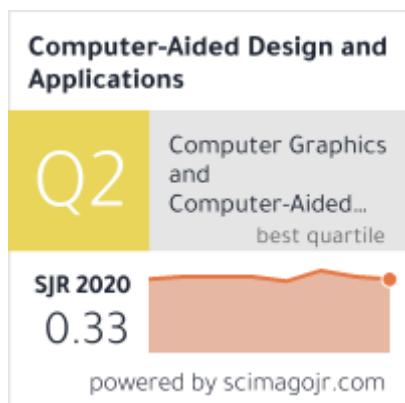 Computer-Aided Design and
Applications
Q2
Computer Graphics
and
Computer-Aided...
best quartile
SJR 2020
0.33
powered by scimagojr.com